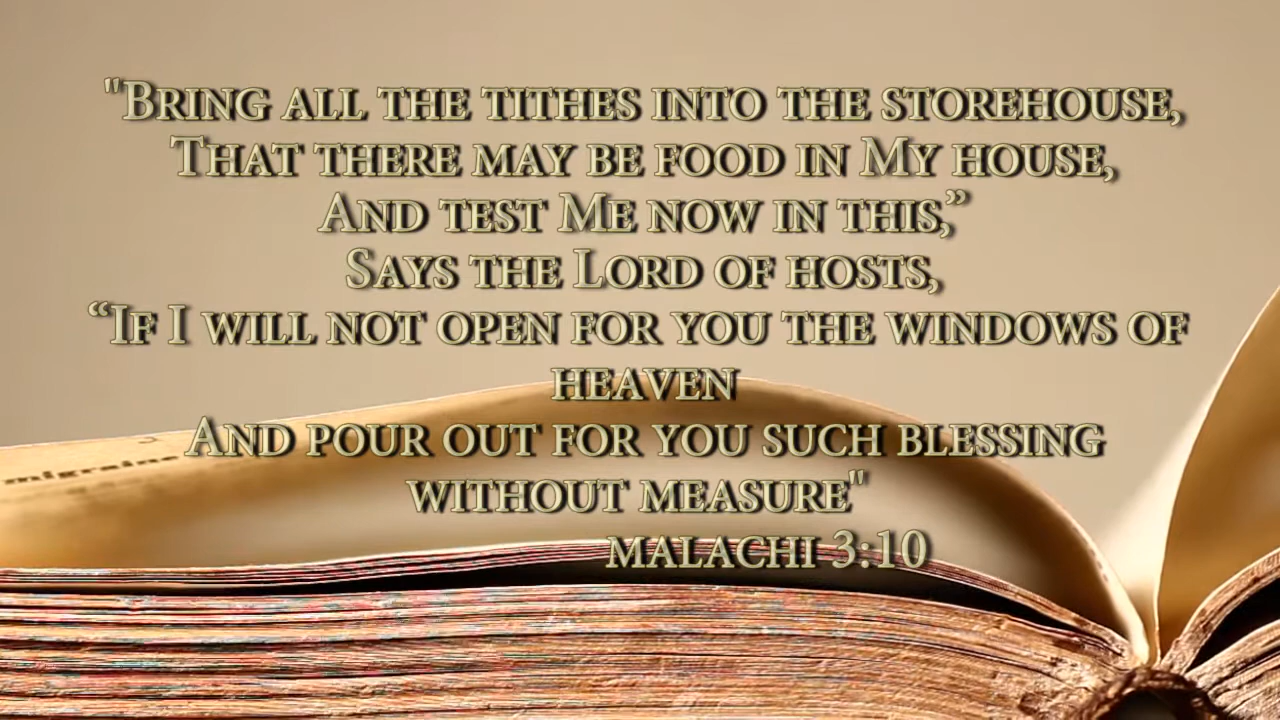 "Bring all the tithes into the storehouse,
That there may be food in My house,
And test Me now in this,”
Says the Lord of hosts,
“If I will not open for you the windows of
heaven
And pour out for you such blessing
without measure"
malachi 3:10
migraine